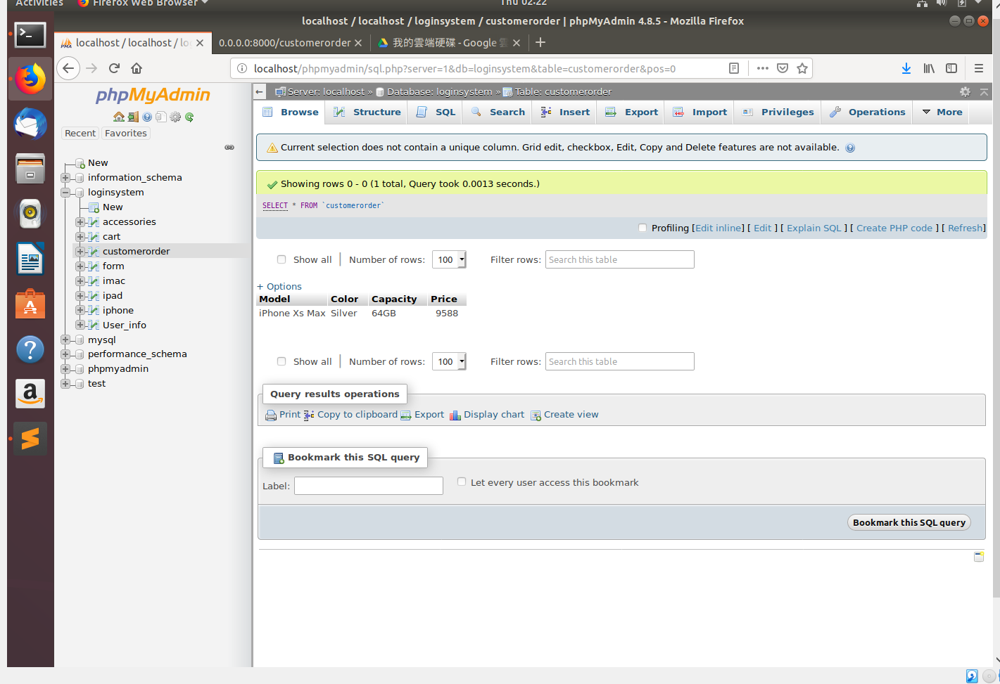 Activities Firefox Web Browser Thu 02:22
localhost / localhost / loginsystem / customerorder | phpMyAdmin 4.8.5 - Mozilla Firefox
localhost / localhost / lo 0.0.0.0:8000/customerorder 我的雲端硬碟 - Google 雲
localhost/phpmyadmin/sql.php?server=1&db=loginsystem&table=customerorder&pos=0
phpMyAdmin
Recent Favorites
New
information_schema
loginsystem
New
accessories
cart
customerorder
form
imac
ipad
iphone
User_info
mysql
performance_schema
phpmyadmin
test
Server: localhost » Database: loginsystem » Table: customerorder
Browse Structure SQL Search Insert Export Import Privileges Operations More
Current selection does not contain a unique column. Grid edit, checkbox, Edit, Copy and Delete features are not available.
Showing rows 0 - 0 (1 total, Query took 0.0013 seconds.)
SELECT * FROM `customerorder`
Profiling [Edit inline] [ Edit ] [ Explain SQL ] [ Create PHP code ] [ Refresh]
Show all Number of rows: 100 Filter rows: Search this table
+ Options
Model Color Capacity Price
iPhone Xs Max Silver 64GB 9588
Show all Number of rows: 100 Filter rows: Search this table
Query results operations
Print Copy to clipboard Export Display chart Create view
Bookmark this SQL query
Label: Let every user access this bookmark
Bookmark this SQL query